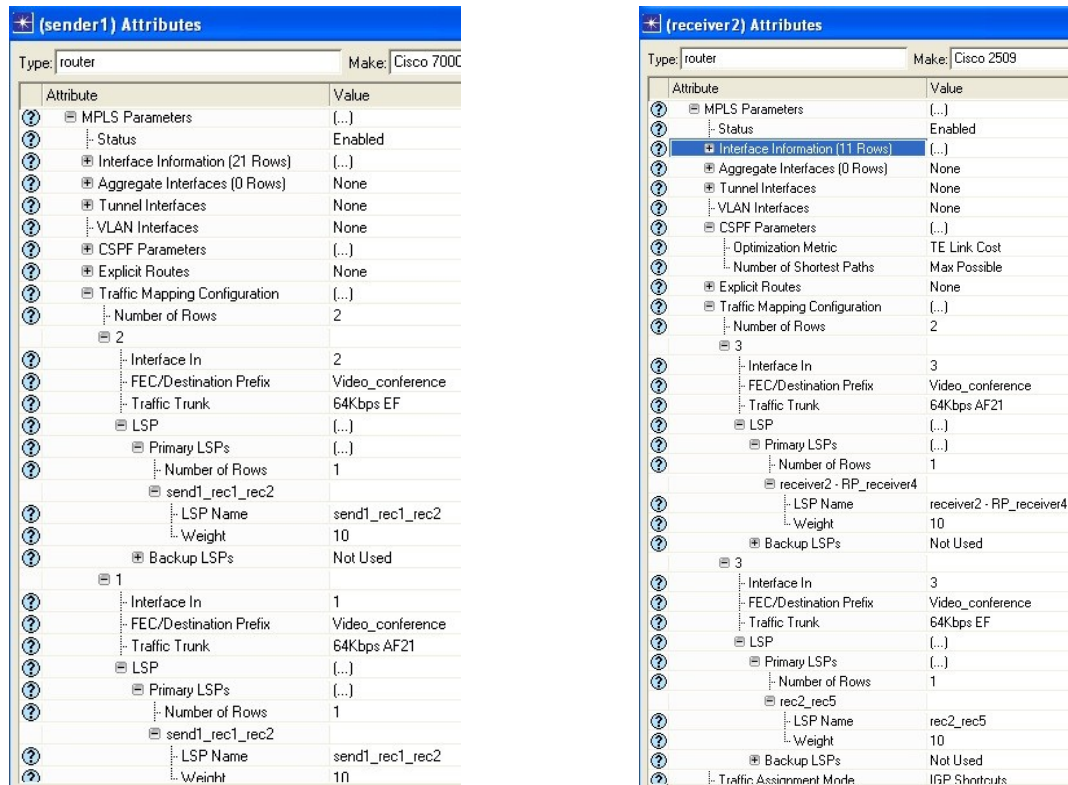 (sender1) Attributes
Type: router Make: Cisco 7000
Attribute Value
MPLS Parameters (...)
Status Enabled
Interface Information (21 Rows) (...)
Aggregate Interfaces (0 Rows) None
Tunnel Interfaces None
VLAN Interfaces None
CSPF Parameters (...)
Explicit Routes None
Traffic Mapping Configuration (...)
Number of Rows 2
2
Interface In 2
FEC/Destination Prefix Video_conference
Traffic Trunk 64Kbps EF
LSP (...)
Primary LSPs (...)
Number of Rows 1
send1_rec1_rec2
LSP Name send1_rec1_rec2
Weight 10
Backup LSPs Not Used
1
Interface In 1
FEC/Destination Prefix Video_conference
Traffic Trunk 64Kbps AF21
LSP (...)
Primary LSPs (...)
Number of Rows 1
send1_rec1_rec2
LSP Name send1_rec1_rec2
Weight 10
(receiver2) Attributes
Type: router Make: Cisco 2509
Attribute Value
MPLS Parameters (...)
Status Enabled
Interface Information (11 Rows) (...)
Aggregate Interfaces (0 Rows) None
Tunnel Interfaces None
VLAN Interfaces None
CSPF Parameters (...)
Optimization Metric TE Link Cost
Number of Shortest Paths Max Possible
Explicit Routes None
Traffic Mapping Configuration (...)
Number of Rows 2
3
Interface In 3
FEC/Destination Prefix Video_conference
Traffic Trunk 64Kbps AF21
LSP (...)
Primary LSPs (...)
Number of Rows 1
receiver2 - RP_receiver4
LSP Name receiver2 - RP_receiver4
Weight 10
Backup LSPs Not Used
3
Interface In 3
FEC/Destination Prefix Video_conference
Traffic Trunk 64Kbps EF
LSP (...)
Primary LSPs (...)
Number of Rows 1
rec2_rec5
LSP Name rec2_rec5
Weight 10
Backup LSPs Not Used
Traffic Assignment Mode IGP Shortcuts